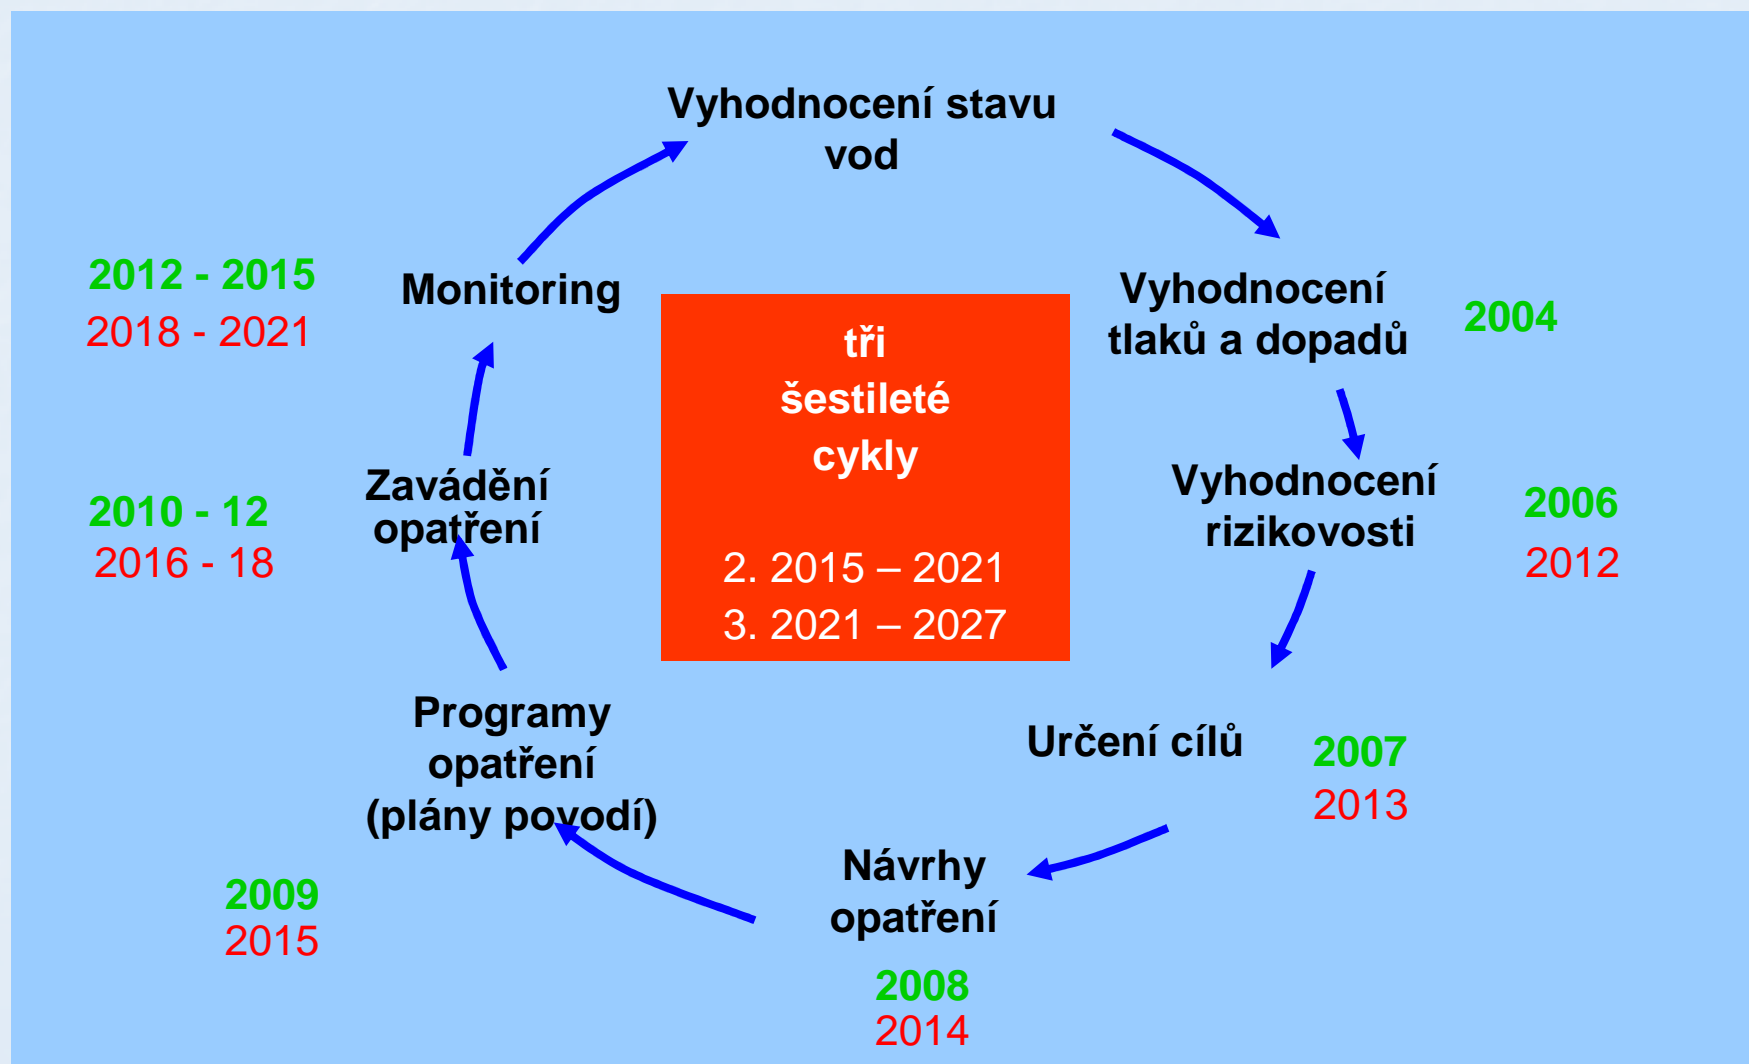 Vyhodnocení stavu
vod
Vyhodnocení
tlaků a dopadů
2004
Vyhodnocení
rizikovosti
2006
2012
Určení cílů
2007
2013
Návrhy
opatření
2008
2014
Programy
opatření
(plány povodí)
2009
2015
Zavádění
opatření
2010 - 12
2016 - 18
Monitoring
2012 - 2015
2018 - 2021
tři
šestileté
cykly
2. 2015 – 2021
3. 2021 – 2027